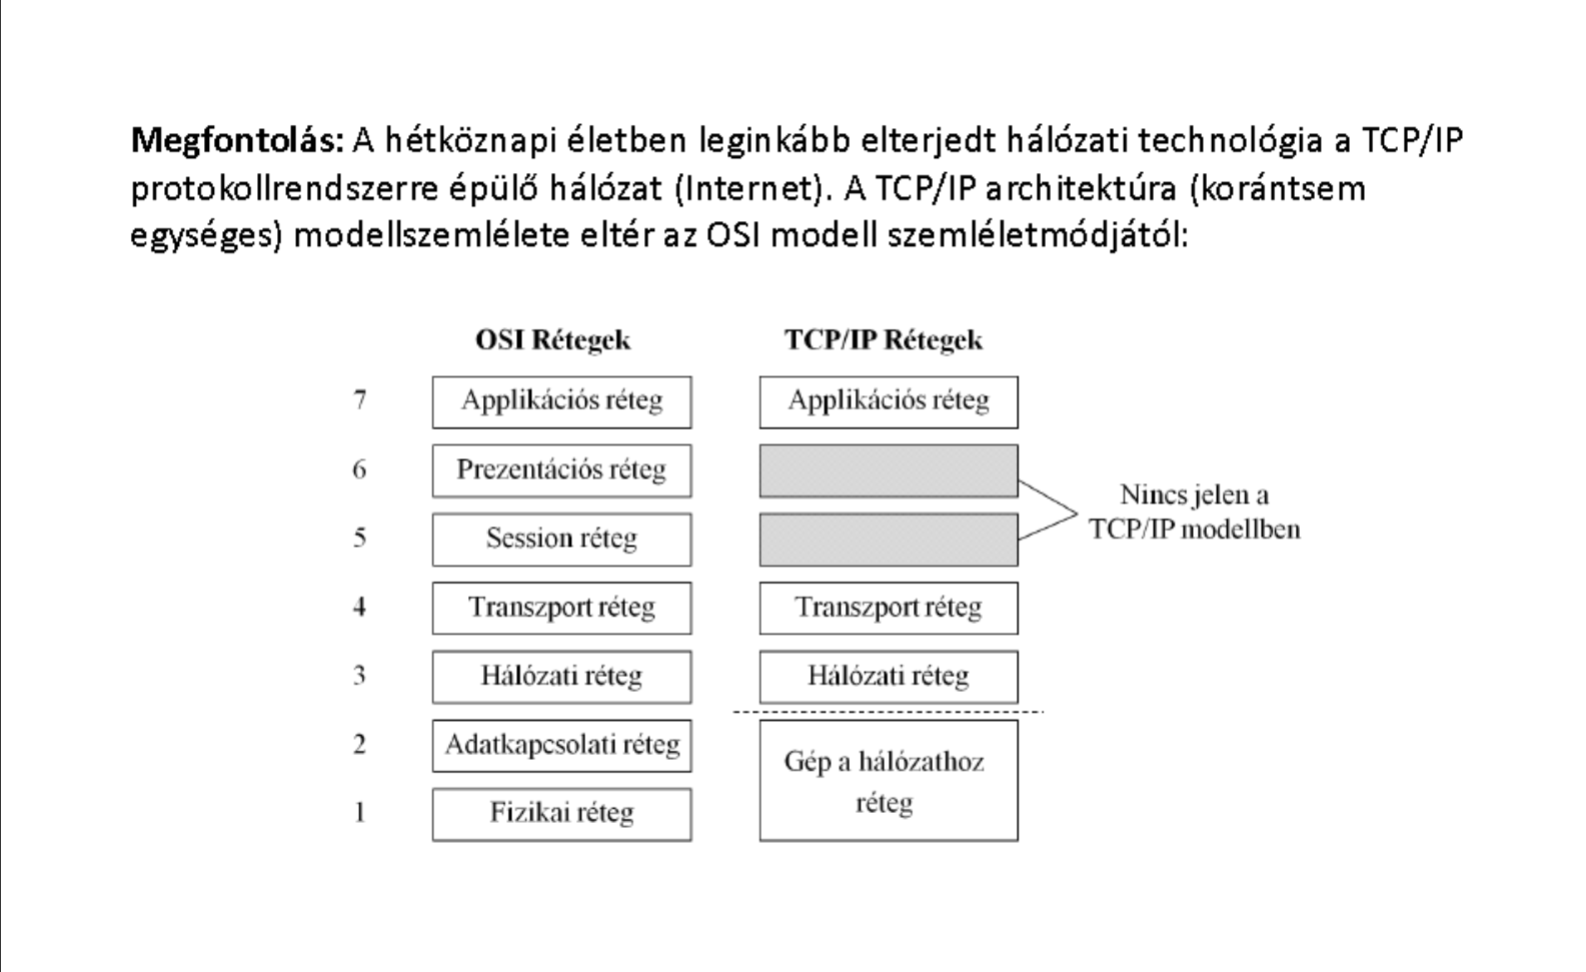 Megfontolás: A hétköznapi életben leginkább elterjedt hálózati technológia a TCP/IP
protokollrendszerre épülő hálózat (Internet). A TCP/IP architektúra (korántsem
egységes) modellszemlélete eltér az OSI modell szemléletmódjától:
OSI Rétegek TCP/IP Rétegek
7 Applikációs réteg Applikációs réteg
6 Prezentációs réteg
Nincs jelen a
TCP/IP modellben
5 Session réteg
4 Transzport réteg Transzport réteg
3 Hálózati réteg Hálózati réteg
2 Adatkapcsolati réteg
Gép a hálózathoz
réteg
1 Fizikai réteg